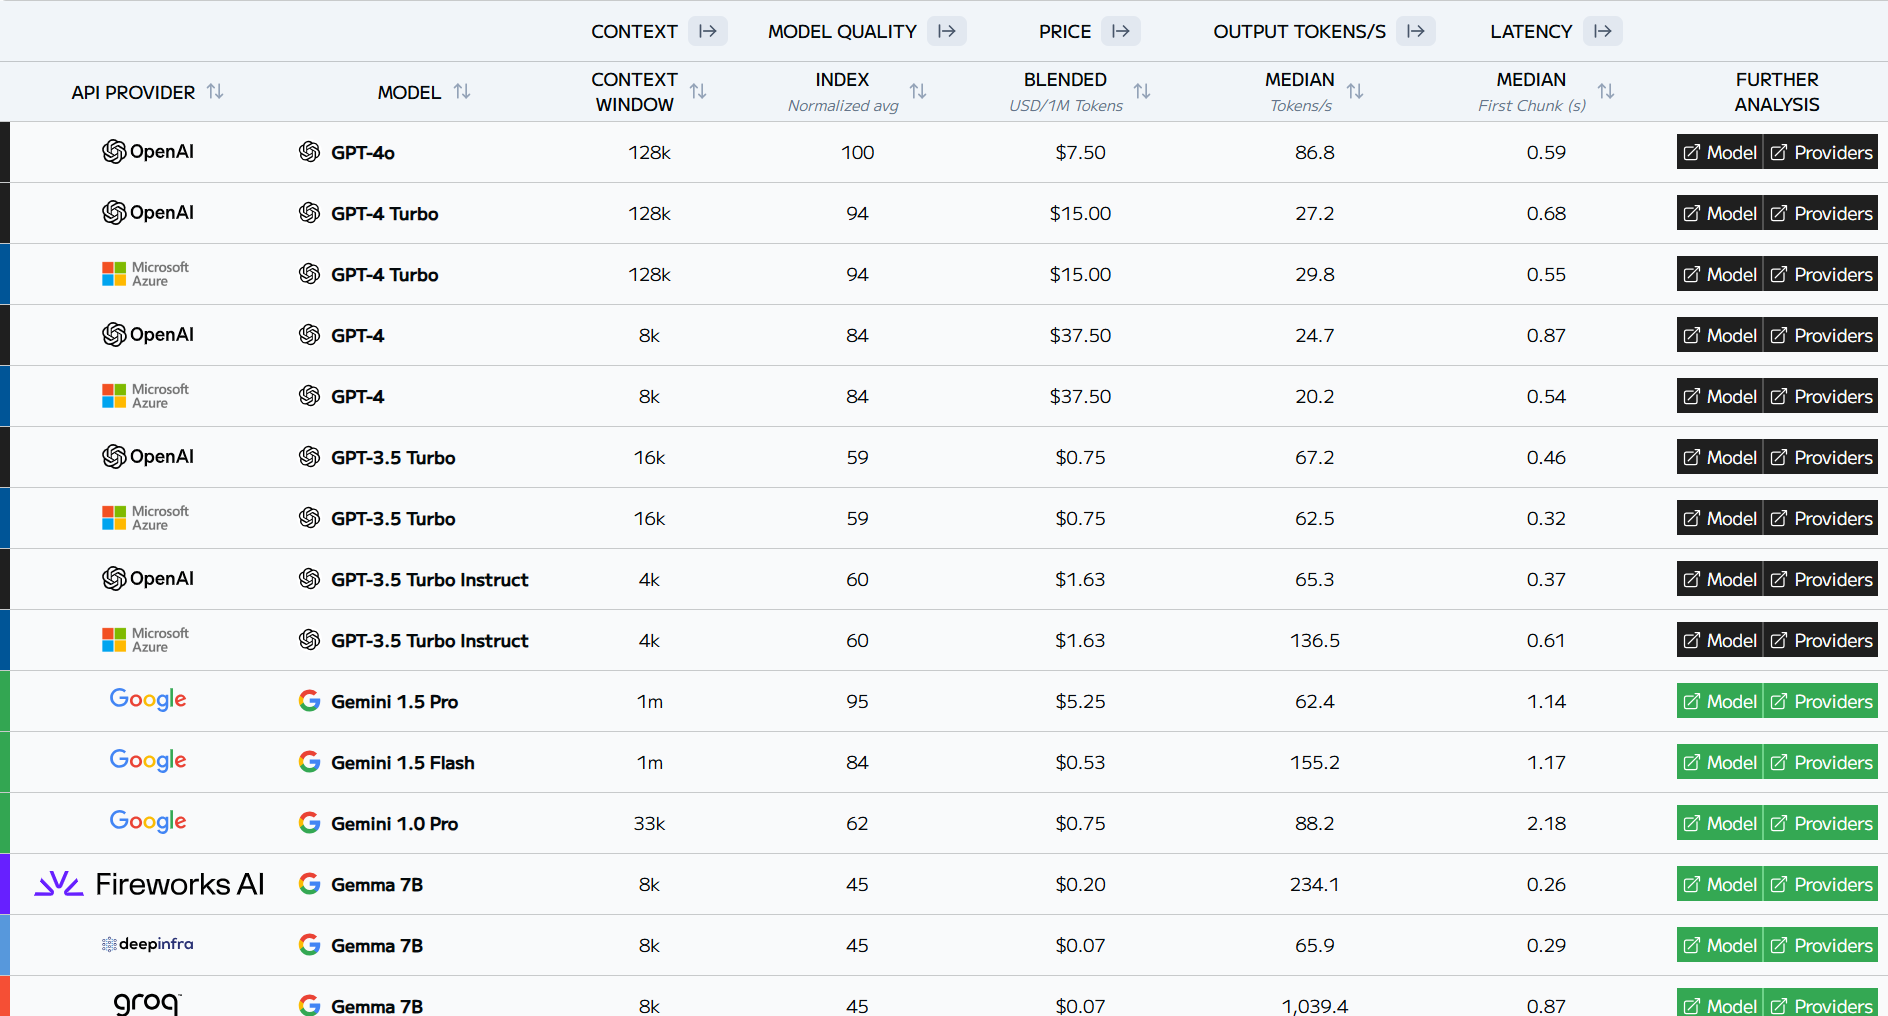 CONTEXT MODEL QUALITY PRICE OUTPUT TOKENS/S LATENCY
API PROVIDER MODEL CONTEXT WINDOW INDEX Normalized avg BLENDED USD/1M Tokens MEDIAN Tokens/s MEDIAN First Chunk (s) FURTHER ANALYSIS
OpenAI GPT-4o 128k 100 $7.50 86.8 0.59 Model Providers
OpenAI GPT-4 Turbo 128k 94 $15.00 27.2 0.68 Model Providers
Microsoft Azure GPT-4 Turbo 128k 94 $15.00 29.8 0.55 Model Providers
OpenAI GPT-4 8k 84 $37.50 24.7 0.87 Model Providers
Microsoft Azure GPT-4 8k 84 $37.50 20.2 0.54 Model Providers
OpenAI GPT-3.5 Turbo 16k 59 $0.75 67.2 0.46 Model Providers
Microsoft Azure GPT-3.5 Turbo 16k 59 $0.75 62.5 0.32 Model Providers
OpenAI GPT-3.5 Turbo Instruct 4k 60 $1.63 65.3 0.37 Model Providers
Microsoft Azure GPT-3.5 Turbo Instruct 4k 60 $1.63 136.5 0.61 Model Providers
Google Gemini 1.5 Pro 1m 95 $5.25 62.4 1.14 Model Providers
Google Gemini 1.5 Flash 1m 84 $0.53 155.2 1.17 Model Providers
Google Gemini 1.0 Pro 33k 62 $0.75 88.2 2.18 Model Providers
Fireworks AI Gemma 7B 8k 45 $0.20 234.1 0.26 Model Providers
deepinfra Gemma 7B 8k 45 $0.07 65.9 0.29 Model Providers
groq Gemma 7B 8k 45 $0.07 1,039.4 0.87 Model Providers